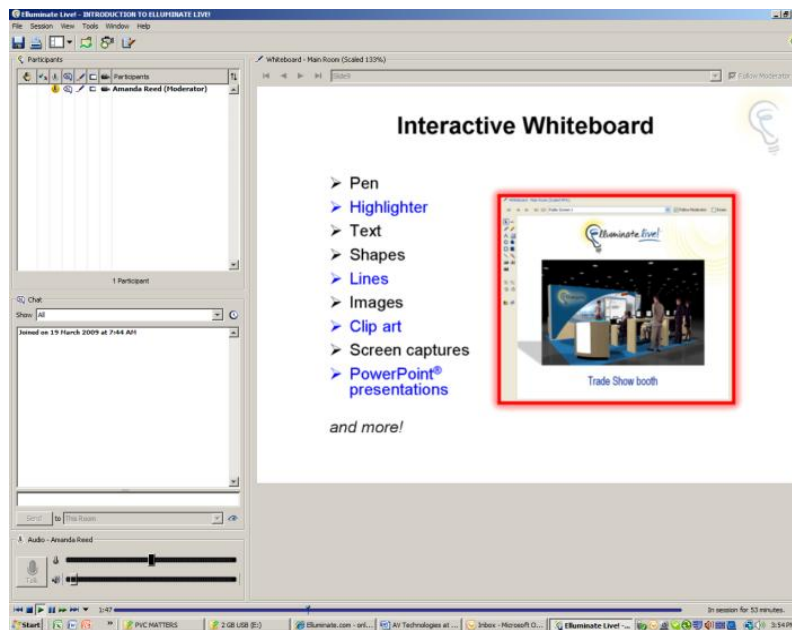 Elluminate Live! - INTRODUCTION TO ELLUMINATE LIVE!
File Session View Tools Window Help
Participants
Whiteboard - Main Room (Scaled 133%)
Participants
Slide9
Follow Moderator
Amanda Reed (Moderator)
Interactive Whiteboard
Pen
Highlighter
Text
Shapes
Lines
Images
Clip art
Screen captures
PowerPoint®
presentations
and more!
Elluminate Live!
Trade Show booth
1 Participant
Chat
Show All
Joined on 19 March 2009 at 7:44 AM
Send to This Room
Audio - Amanda Reed
Talk
1:47
In session for 53 minutes.
Start
PVC MATTERS
2 GB USB (E:)
Elluminate.com - onl...
AV Technologies at ...
Inbox - Microsoft O...
Elluminate Live! -...
3:54 PM